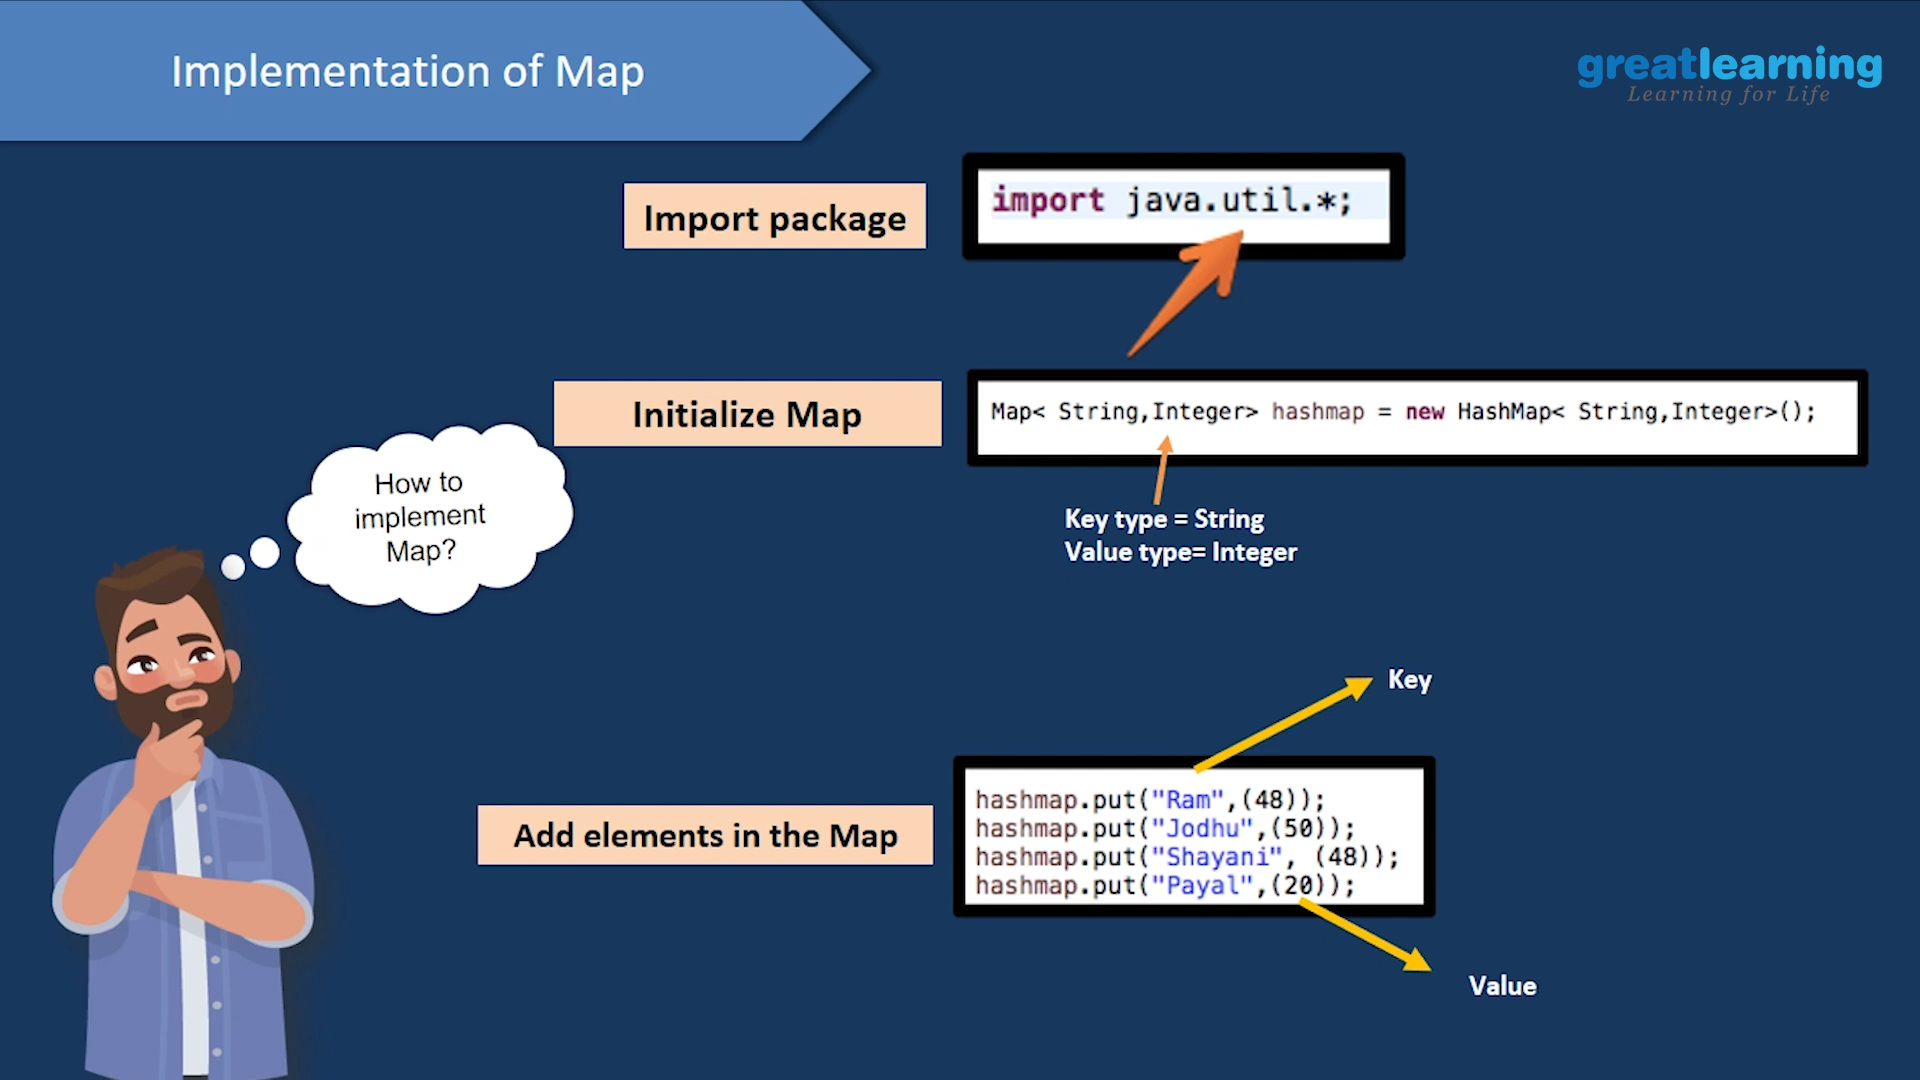 Implementation of Map
greatlearning
Learning for Life
Import package
import java.util.*;
Initialize Map
Map< String,Integer> hashmap = new HashMap< String,Integer>();
Key type = String
Value type= Integer
How to
implement
Map?
Key
Add elements in the Map
hashmap.put("Ram",(48));
hashmap.put("Jodhu",(50));
hashmap.put("Shayani", (48));
hashmap.put("Payal",(20));
Value